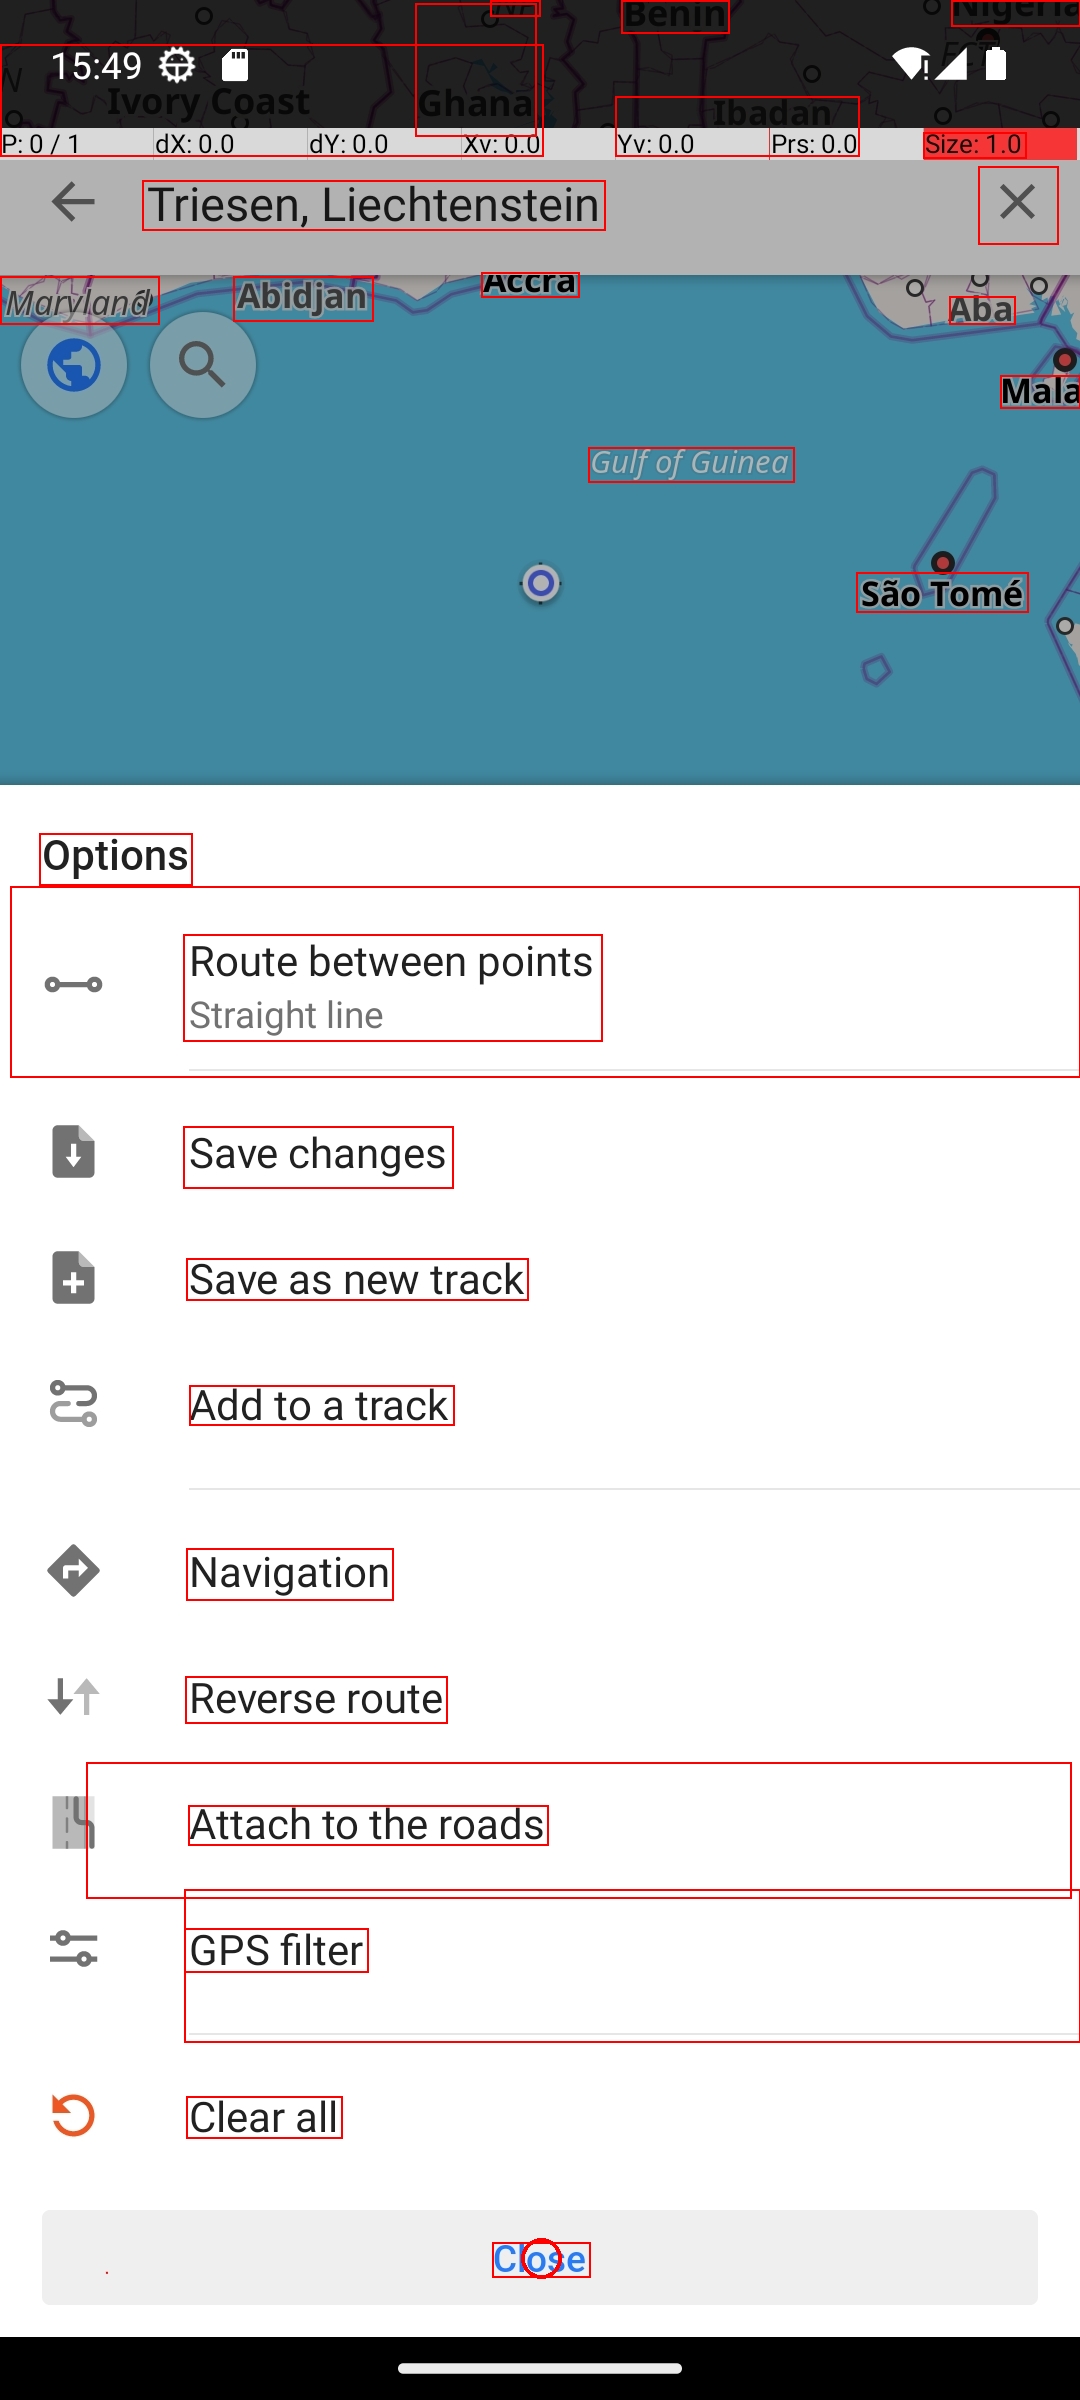 Benin
Nigeria
15:49
Ivory Coast
Ghana
Ibadan
P: 0 / 1
dX: 0.0
dY: 0.0
Xv: 0.0
Yv: 0.0
Prs: 0.0
Size: 1.0
Triesen, Liechtenstein
Maryland
Abidjan
Accra
Aba
Mala
Gulf of Guinea
São Tomé
Options
Route between points
Straight line
Save changes
Save as new track
Add to a track
Navigation
Reverse route
Attach to the roads
GPS filter
Clear all
Close